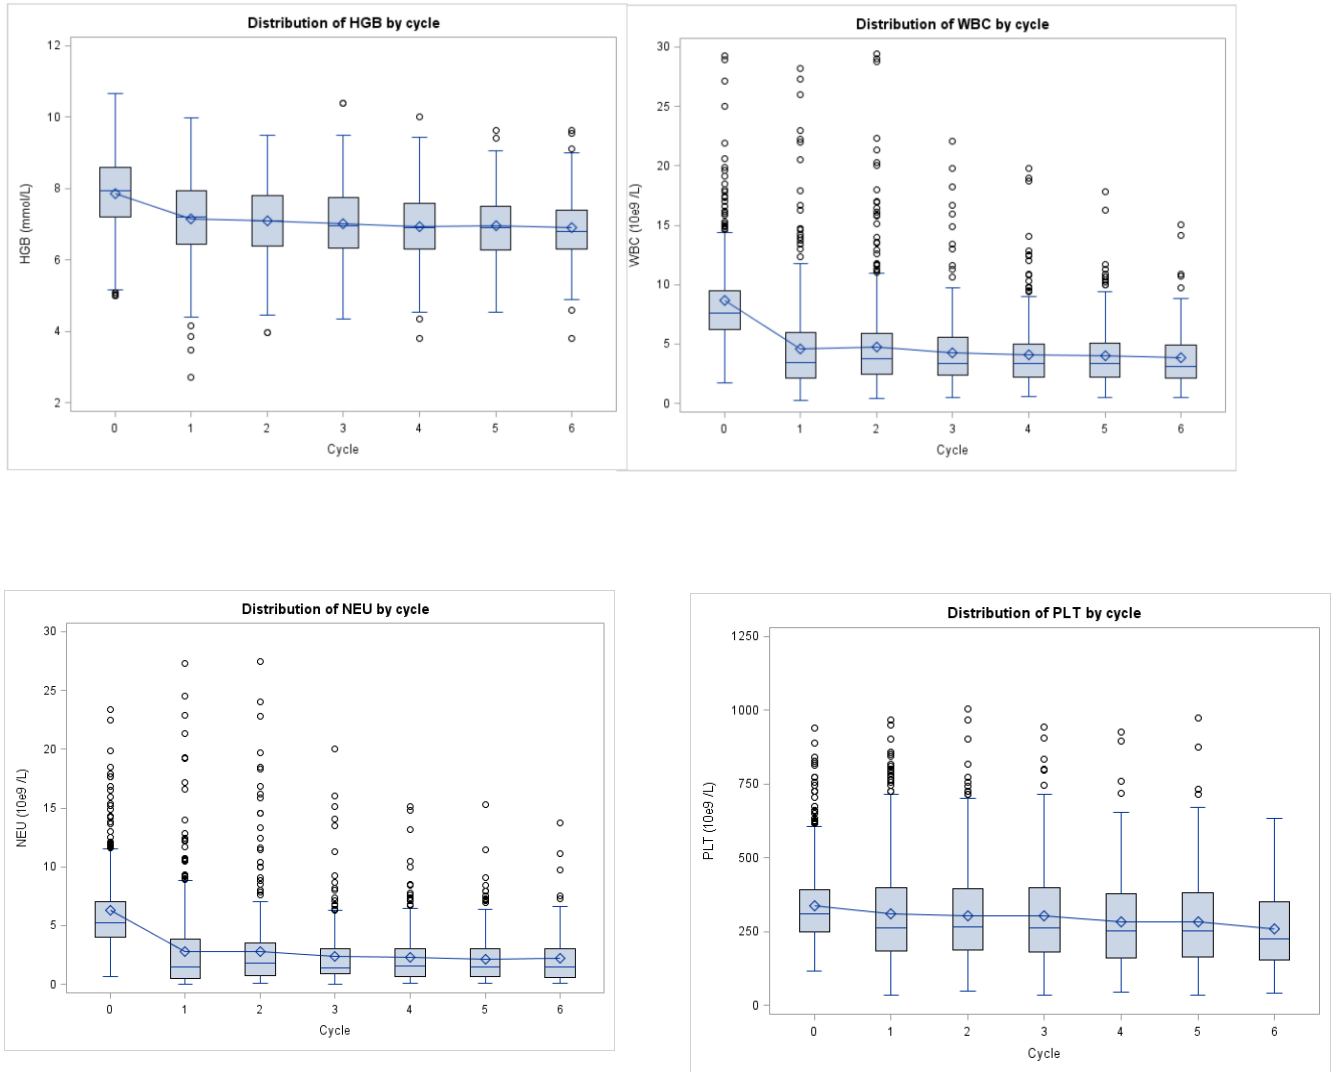 Distribution of HGB by cycle
12
10
8
6
4
2
HGB (mmol/L)
0 1 2 3 4 5 6
Cycle
Distribution of WBC by cycle
30
25
20
15
10
5
0
WBC (10e9 /L)
0 1 2 3 4 5 6
Cycle
Distribution of NEU by cycle
30
25
20
15
10
5
0
NEU (10e9 /L)
0 1 2 3 4 5 6
Cycle
Distribution of PLT by cycle
1250
1000
750
500
250
0
PLT (10e9 /L)
0 1 2 3 4 5 6
Cycle